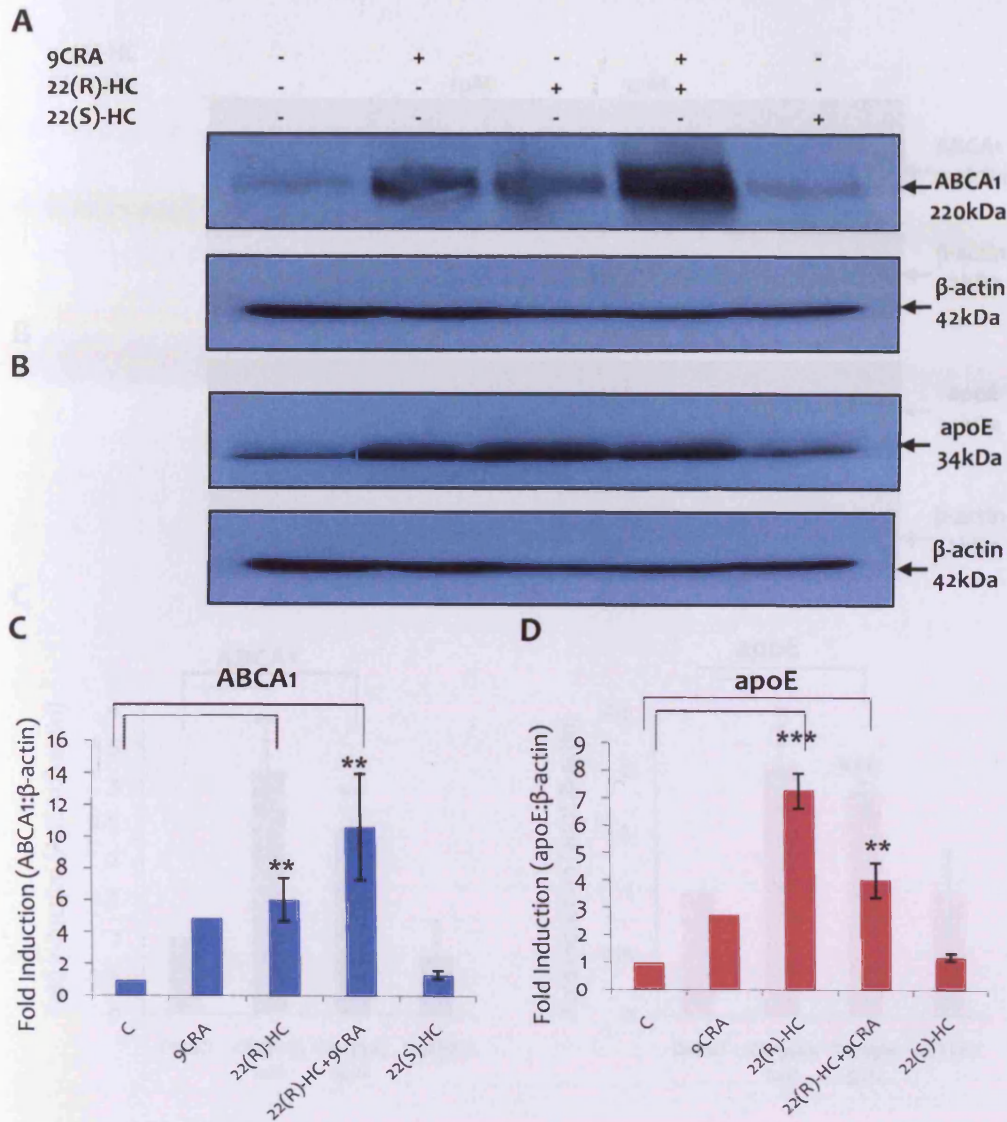 A
9CRA - + - + -
22(R)-HC - - + +
22(S)-HC - +
ABCA1
220kDa
β-actin
42kDa
B
apoE
34kDa
β-actin
42kDa
C
ABCA1
Fold Induction (ABCA1:β-actin)
16
14
12
10
8
6
4
2
0
**
**
C
9CRA
22(R)-HC
22(R)-HC+9CRA
22(S)-HC
D
apoE
Fold Induction (apoE:β-actin)
9
8
7
6
5
4
3
2
1
0
***
**
C
9CRA
22(R)-HC
22(R)-HC+9CRA
22(S)-HC